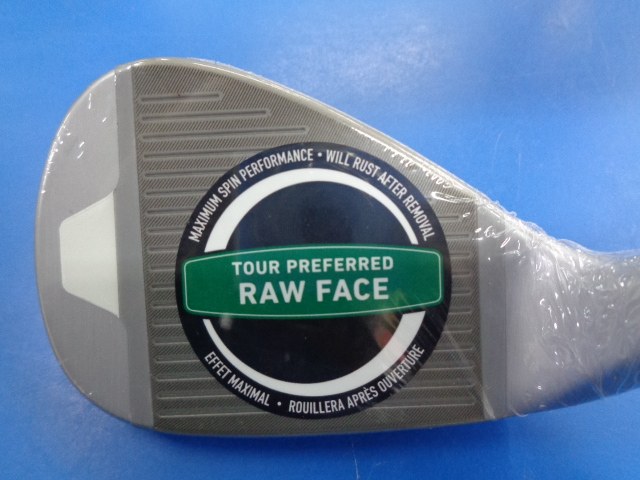 MAXIMUM SPIN PERFORMANCE • WILL RUST AFTER REMOVAL
TOUR PREFERRED
RAW FACE
EFFET MAXIMAL • ROUILLERA APRÈS OUVERTURE